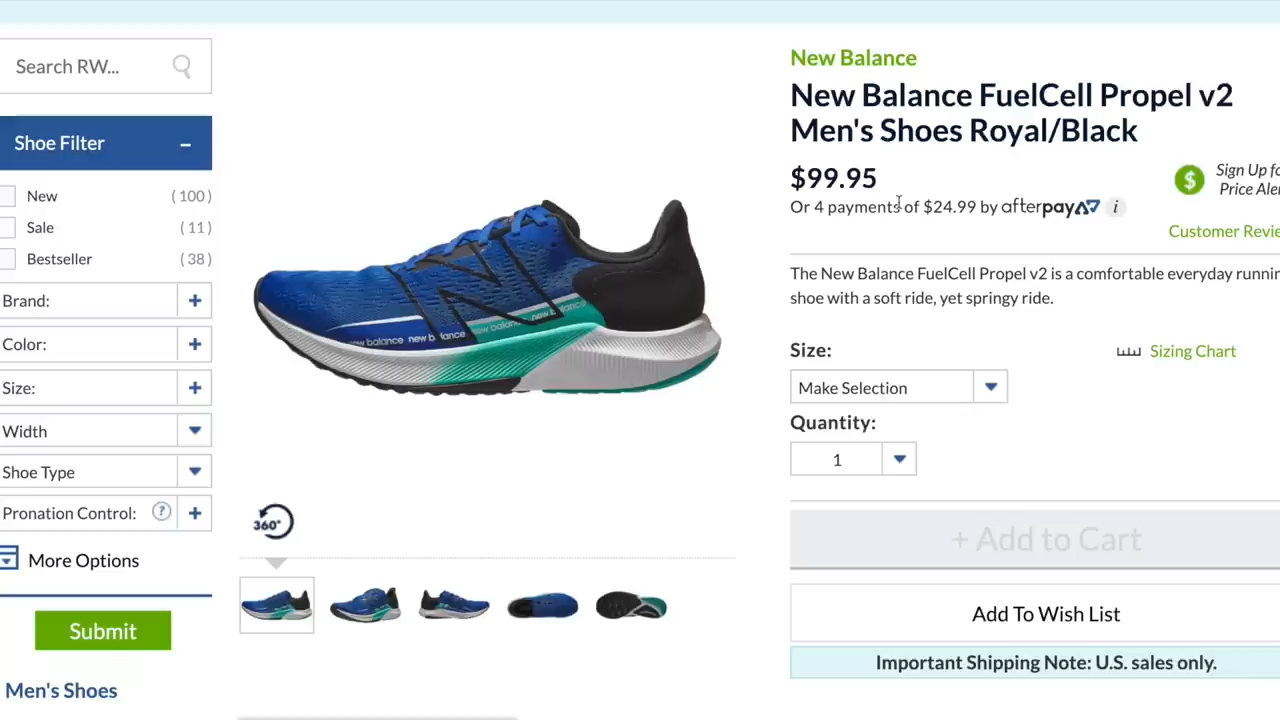 Search RW...
Shoe Filter
New (100)
Sale (11)
Bestseller (38)
Brand:
Color:
Size:
Width
Shoe Type
Pronation Control: ?
More Options
Submit
Men's Shoes
new balance new balance
360°
New Balance
New Balance FuelCell Propel v2
Men's Shoes Royal/Black
$99.95
Or 4 payments of $24.99 by afterpay i
$
Sign Up fo
Price Aler
Customer Revie
The New Balance FuelCell Propel v2 is a comfortable everyday runnin
shoe with a soft ride, yet springy ride.
Size:
Sizing Chart
Make Selection
Quantity:
1
+ Add to Cart
Add To Wish List
Important Shipping Note: U.S. sales only.